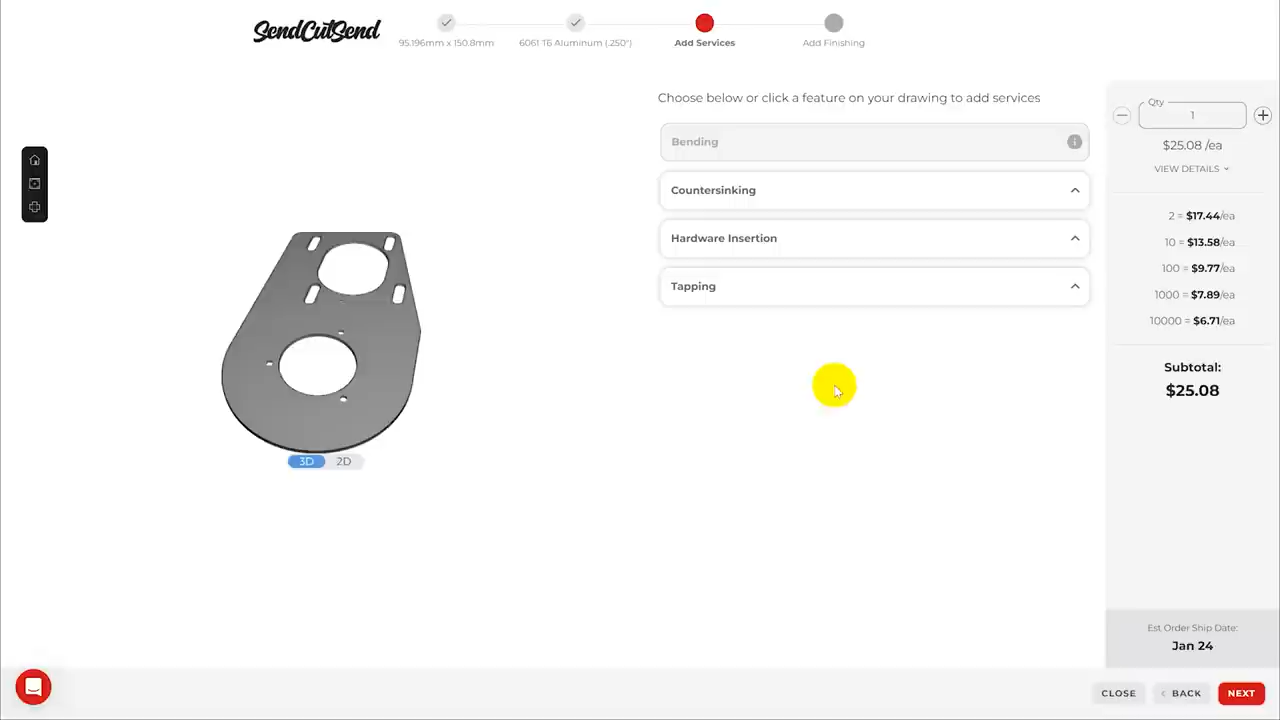 SendCutSend
95.196mm x 150.8mm
6061 T6 Aluminum (.250")
Add Services
Add Finishing
Choose below or click a feature on your drawing to add services
Bending
Countersinking
Hardware Insertion
Tapping
3D 2D
Qty
1
$25.08 /ea
VIEW DETAILS
2 = $17.44/ea
10 = $13.58/ea
100 = $9.77/ea
1000 = $7.89/ea
10000 = $6.71/ea
Subtotal:
$25.08
Est Order Ship Date:
Jan 24
CLOSE
BACK
NEXT